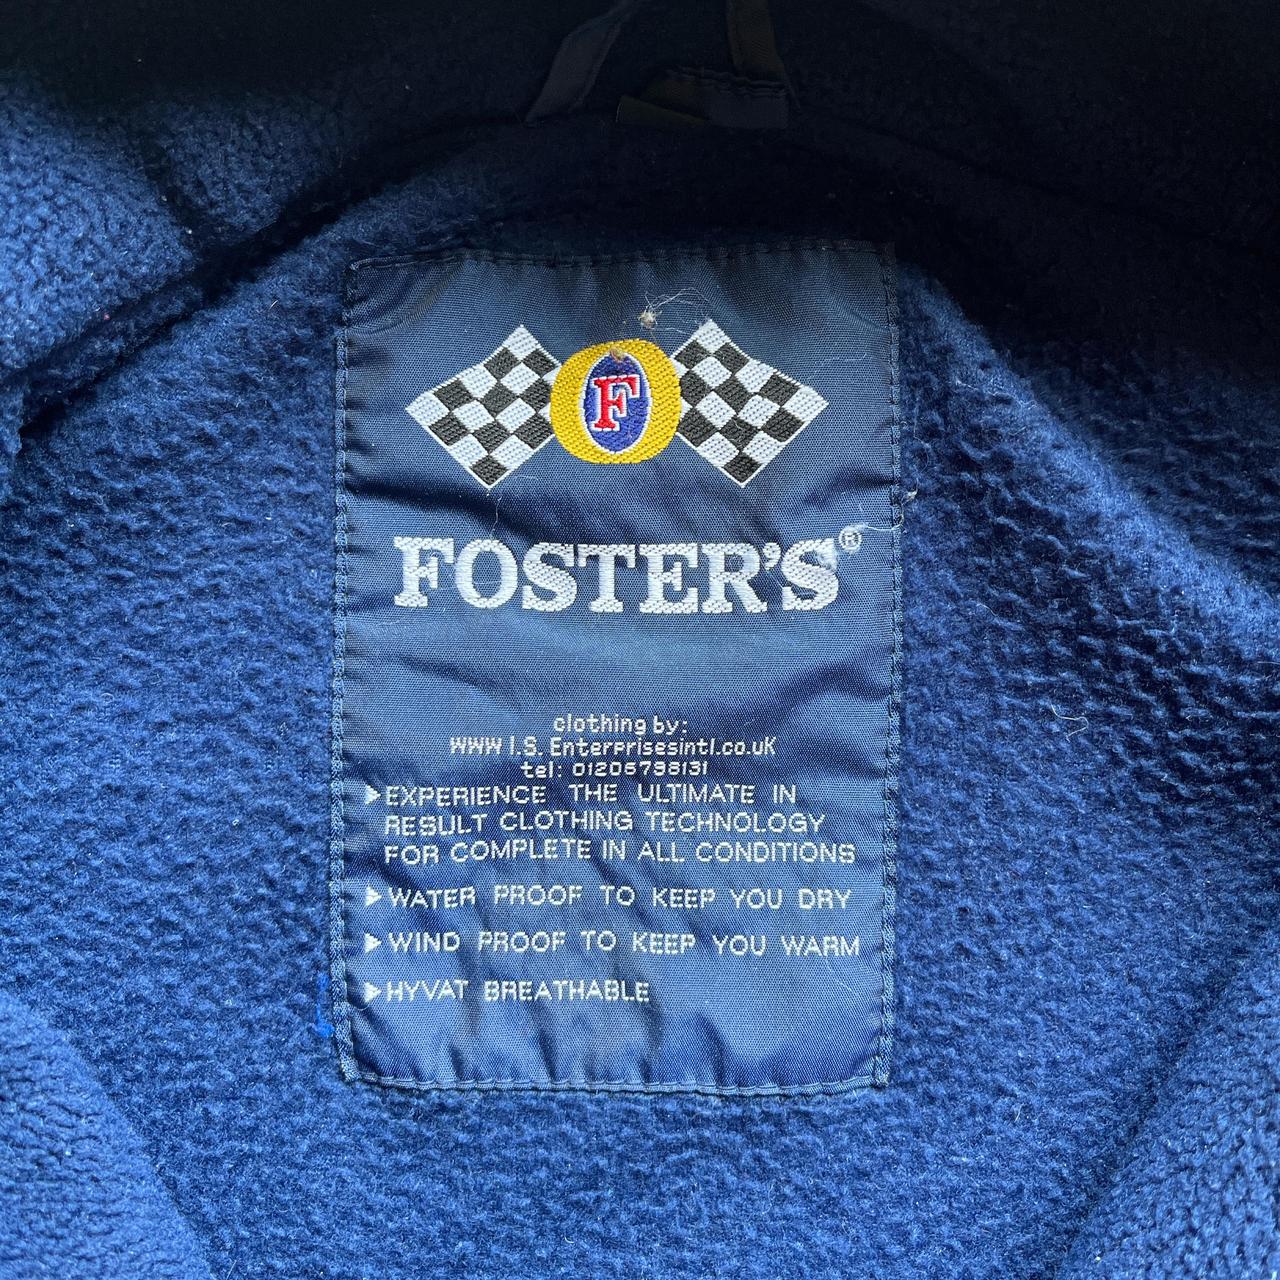 F
FOSTER'S®
clothing by:
WWW I.S. Enterprisesintl.co.uK
tel: 01206798131
EXPERIENCE THE ULTIMATE IN
RESULT CLOTHING TECHNOLOGY
FOR COMPLETE IN ALL CONDITIONS
WATER PROOF TO KEEP YOU DRY
WIND PROOF TO KEEP YOU WARM
HYVAT BREATHABLE